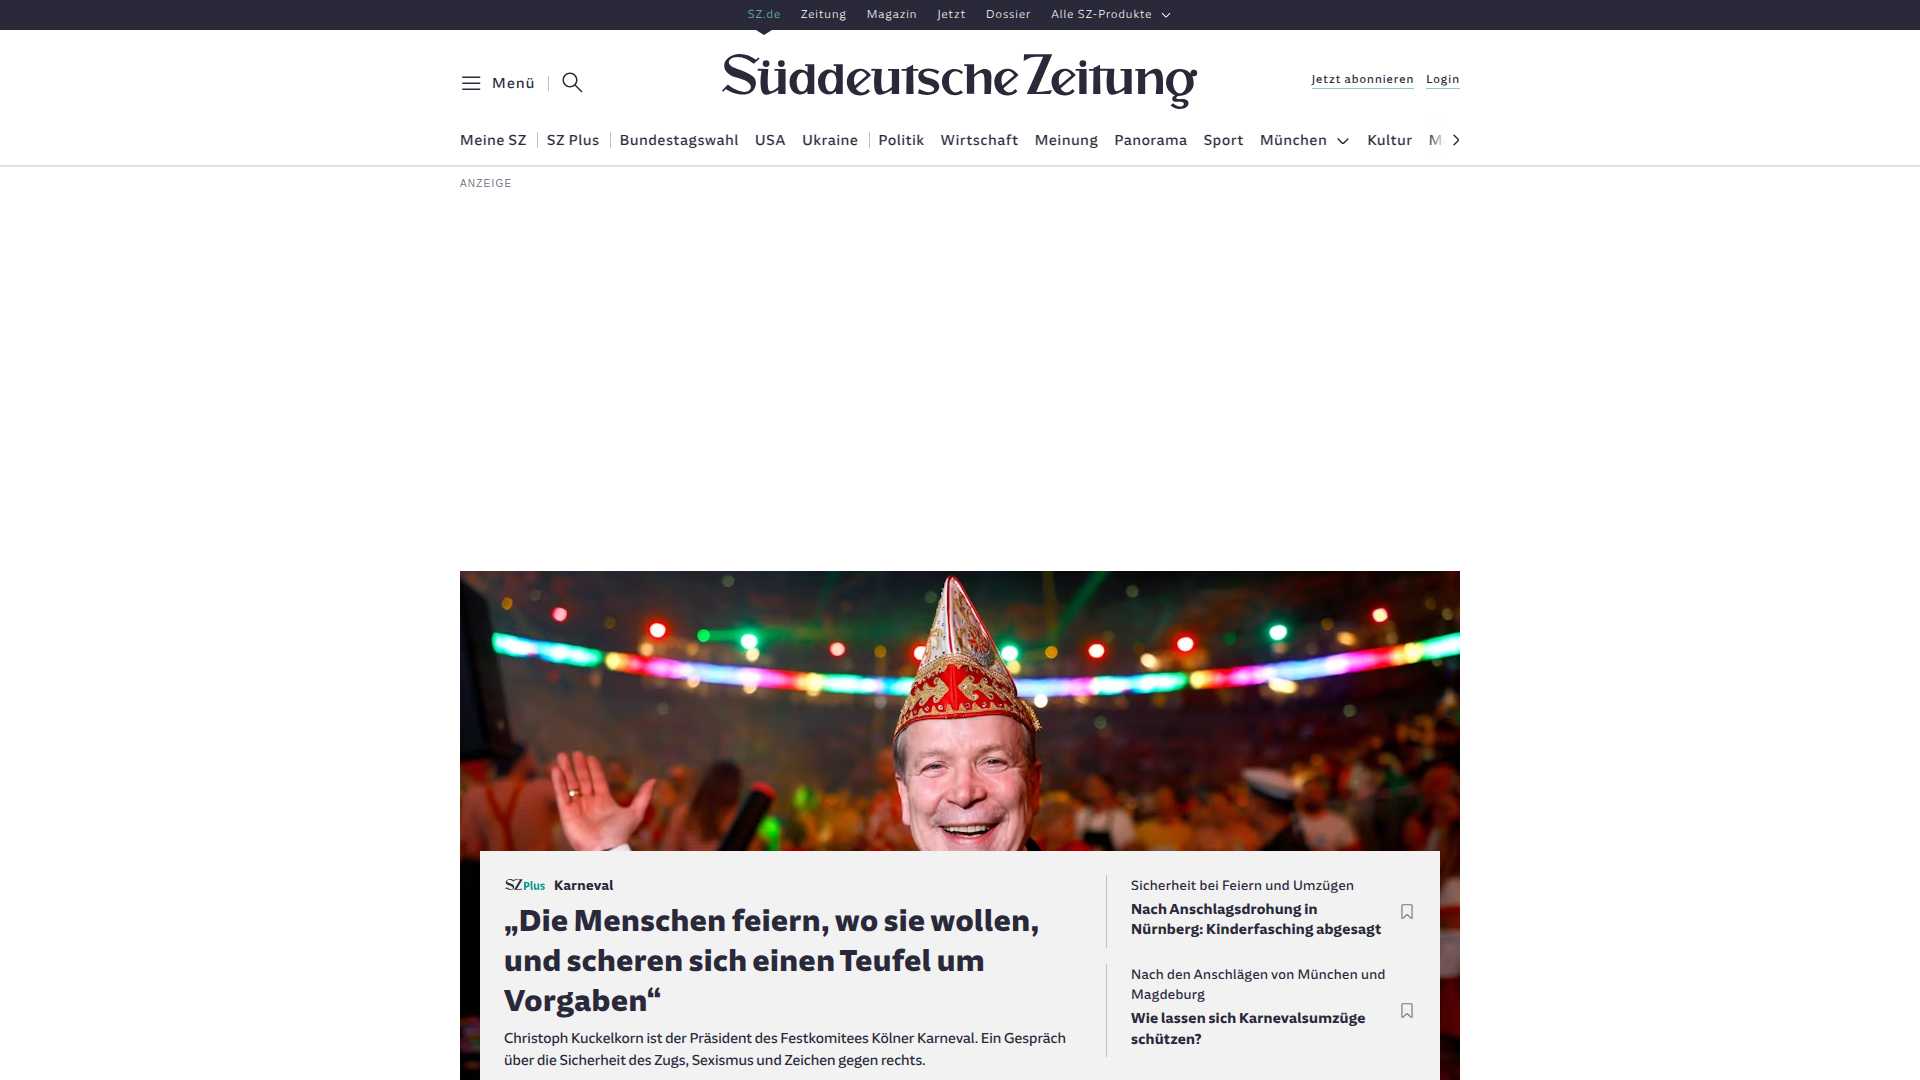 SZ.de Zeitung Magazin Jetzt Dossier Alle SZ-Produkte
Menü
Süddeutsche Zeitung
Jetzt abonnieren Login
Meine SZ SZ Plus Bundestagswahl USA Ukraine Politik Wirtschaft Meinung Panorama Sport München Kultur M
ANZEIGE
SZ Plus Karneval
„Die Menschen feiern, wo sie wollen,
und scheren sich einen Teufel um
Vorgaben“
Christoph Kuckelkorn ist der Präsident des Festkomitees Kölner Karneval. Ein Gespräch
über die Sicherheit des Zugs, Sexismus und Zeichen gegen rechts.
Sicherheit bei Feiern und Umzügen
Nach Anschlagsdrohung in
Nürnberg: Kinderfasching abgesagt
Nach den Anschlägen von München und
Magdeburg
Wie lassen sich Karnevalsumzüge
schützen?